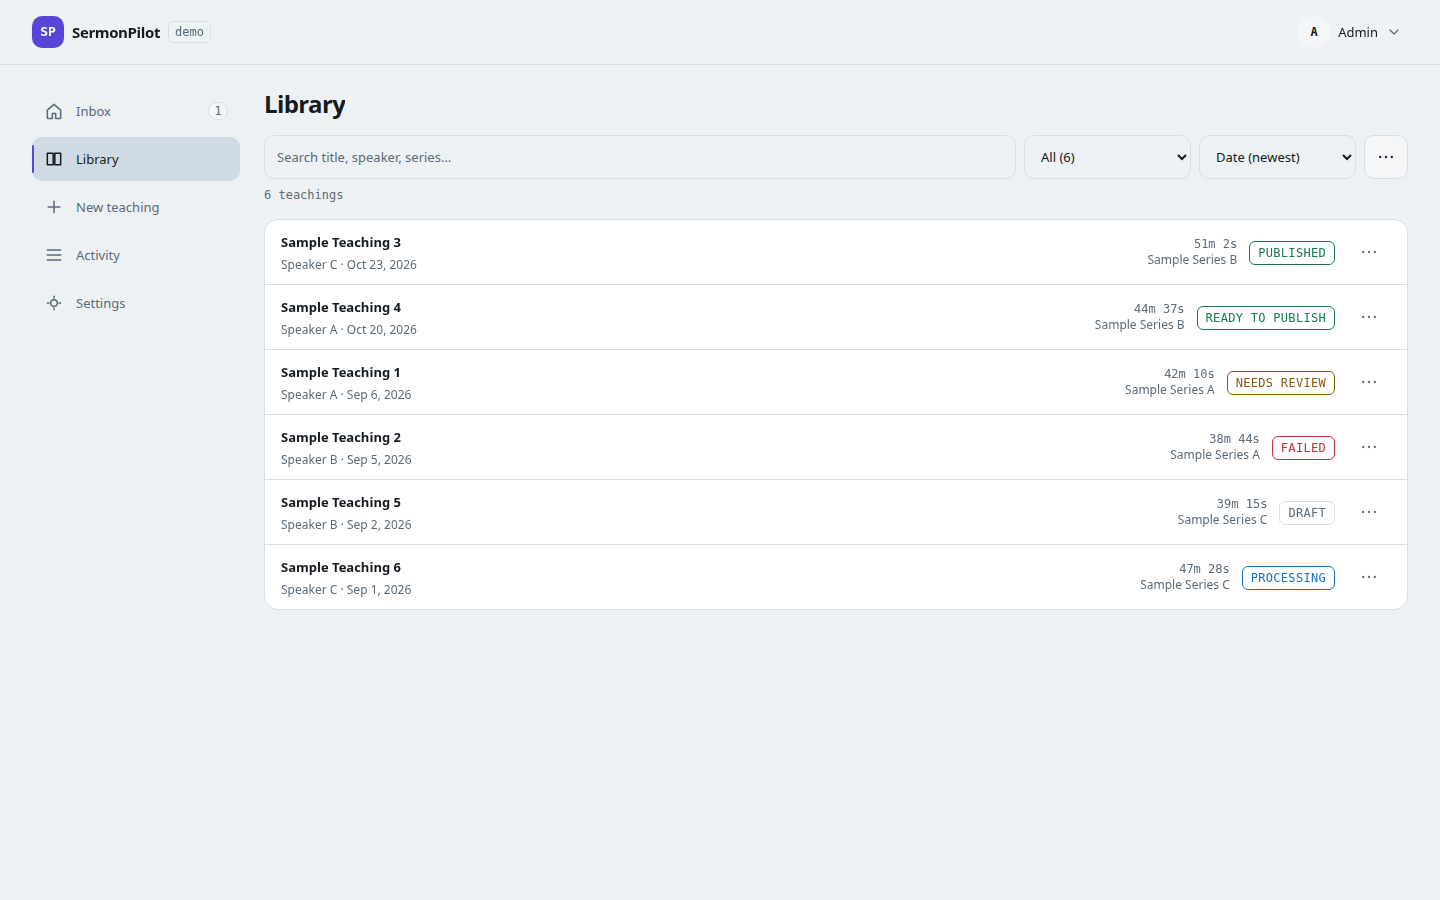 SP SermonPilot demo
A Admin
Inbox 1
Library
New teaching
Activity
Settings
Library
Search title, speaker, series...
All (6)
Date (newest)
6 teachings
Sample Teaching 3
Speaker C · Oct 23, 2026
51m 2s
Sample Series B
PUBLISHED
Sample Teaching 4
Speaker A · Oct 20, 2026
44m 37s
Sample Series B
READY TO PUBLISH
Sample Teaching 1
Speaker A · Sep 6, 2026
42m 10s
Sample Series A
NEEDS REVIEW
Sample Teaching 2
Speaker B · Sep 5, 2026
38m 44s
Sample Series A
FAILED
Sample Teaching 5
Speaker B · Sep 2, 2026
39m 15s
Sample Series C
DRAFT
Sample Teaching 6
Speaker C · Sep 1, 2026
47m 28s
Sample Series C
PROCESSING